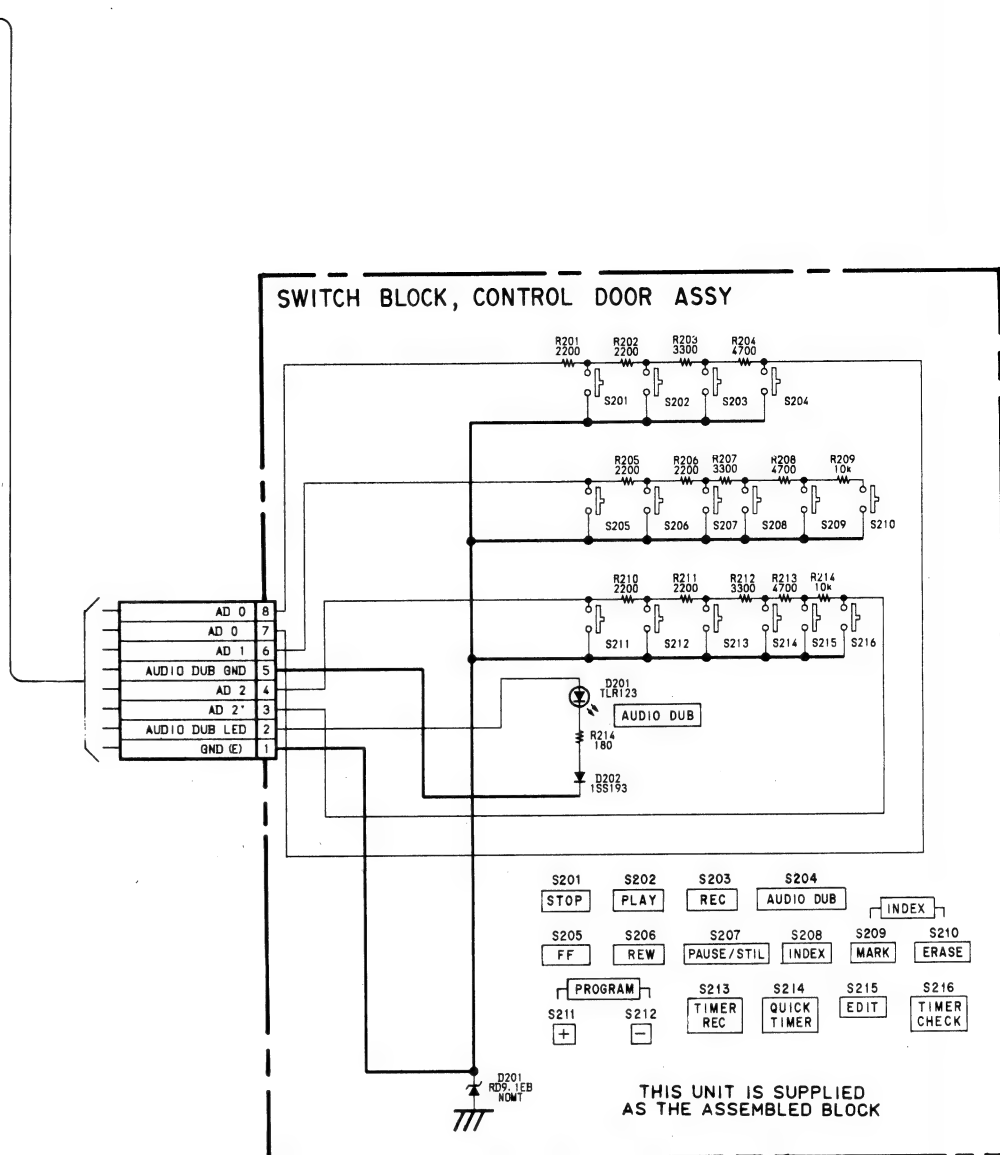 SWITCH BLOCK, CONTROL DOOR ASSY
R201 R202 R203 R204
2200 2200 3300 4700
S201 S202 S203 S204
R205 R206 R207 R208 R209
2200 2200 3300 4700 10k
S205 S206 S207 S208 S209 S210
R210 R211 R212 R213 R214
2200 2200 3300 4700 10k
S211 S212 S213 S214 S215 S216
AD 0 8
AD 0 7
AD 1 6
AUDIO DUB GND 5
AD 2 4
AD 2' 3
AUDIO DUB LED 2
GND (E) 1
D201
TLR123
AUDIO DUB
R214
180
D202
1SS193
S201 S202 S203 S204
STOP PLAY REC AUDIO DUB
INDEX
S205 S206 S207 S208 S209 S210
FF REW PAUSE/STIL INDEX MARK ERASE
PROGRAM
S211 S212 S213 S214 S215 S216
+ − TIMER REC QUICK TIMER EDIT TIMER CHECK
D201
RD9.1EB
NOMT
THIS UNIT IS SUPPLIED
AS THE ASSEMBLED BLOCK